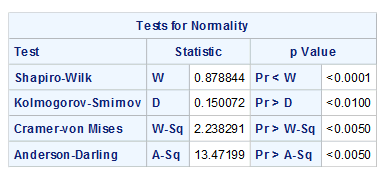 Tests for Normality
Test Statistic p Value
Shapiro-Wilk W 0.878844 Pr < W <0.0001
Kolmogorov-Smirnov D 0.150072 Pr > D <0.0100
Cramer-von Mises W-Sq 2.238291 Pr > W-Sq <0.0050
Anderson-Darling A-Sq 13.47199 Pr > A-Sq <0.0050